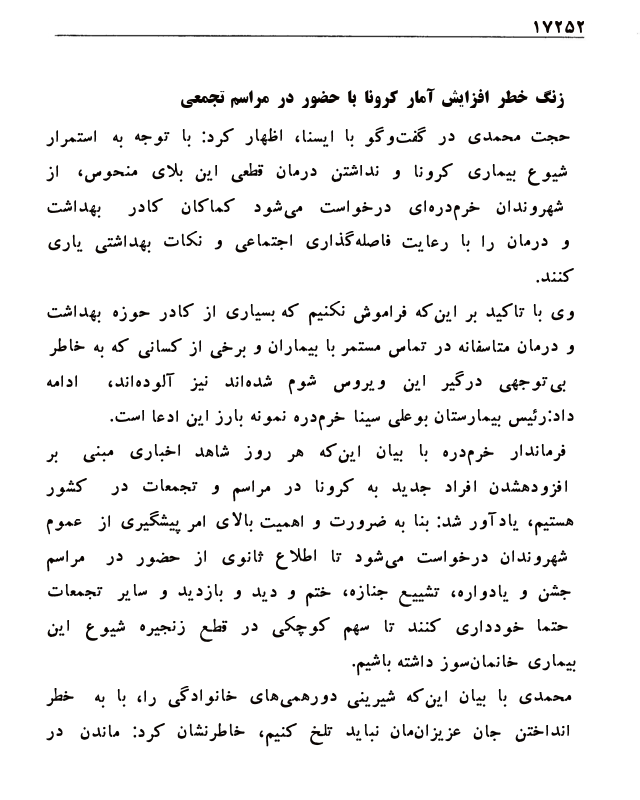 ۱۷۲۵۲
زنگ خطر افزایش آمار کرونا با حضور در مراسم تجمعی
حجت محمدی در گفت‌وگو با ایسنا، اظهار کرد: با توجه به استمرار
شیوع بیماری کرونا و نداشتن درمان قطعی این بلای منحوس، از
شهروندان خرم‌دره‌ای درخواست می‌شود کماکان کادر بهداشت
و درمان را با رعایت فاصله‌گذاری اجتماعی و نکات بهداشتی یاری
کنند.
وی با تاکید بر این‌که فراموش نکنیم که بسیاری از کادر حوزه بهداشت
و درمان متاسفانه در تماس مستمر با بیماران و برخی از کسانی که به خاطر
بی‌توجهی درگیر این ویروس شوم شده‌اند نیز آلوده‌اند، ادامه
داد:رئیس بیمارستان بوعلی سینا خرم‌دره نمونه بارز این ادعا است.
فرماندار خرم‌دره با بیان این‌که هر روز شاهد اخباری مبنی بر
افزودهشدن افراد جدید به کرونا در مراسم و تجمعات در کشور
هستیم، یادآور شد: بنا به ضرورت و اهمیت بالای امر پیشگیری از عموم
شهروندان درخواست می‌شود تا اطلاع ثانوی از حضور در مراسم
جشن و یادواره، تشییع جنازه، ختم و دید و بازدید و سایر تجمعات
حتما خودداری کنند تا سهم کوچکی در قطع زنجیره شیوع این
بیماری خانمان‌سوز داشته باشیم.
محمدی با بیان این‌که شیرینی دورهمی‌های خانوادگی را، با به خطر
انداختن جان عزیزان‌مان نباید تلخ کنیم، خاطرنشان کرد: ماندن در